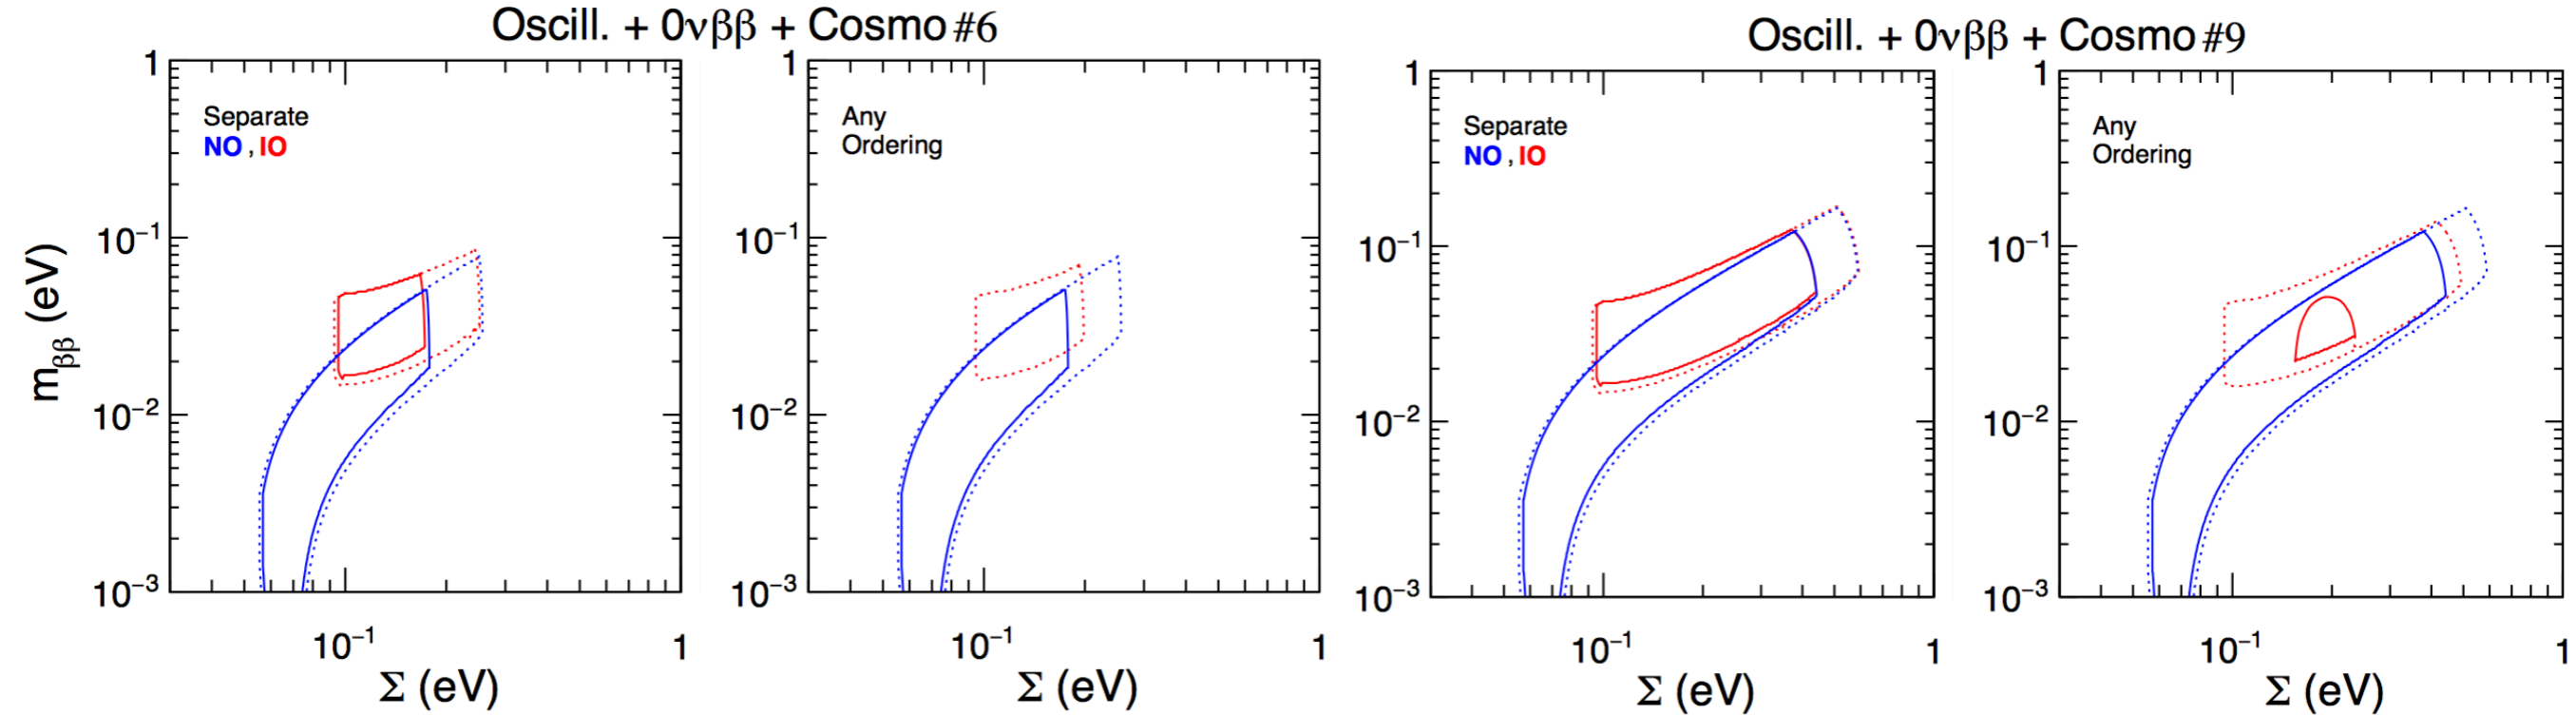 Oscill. + 0νββ + Cosmo #6
1
10⁻¹
10⁻²
10⁻³
mββ (eV)
Separate
NO , IO
10⁻¹
1
Σ (eV)
1
10⁻¹
10⁻²
10⁻³
Any
Ordering
10⁻¹
1
Σ (eV)
Oscill. + 0νββ + Cosmo #9
1
10⁻¹
10⁻²
10⁻³
Separate
NO , IO
10⁻¹
1
Σ (eV)
1
10⁻¹
10⁻²
10⁻³
Any
Ordering
10⁻¹
1
Σ (eV)